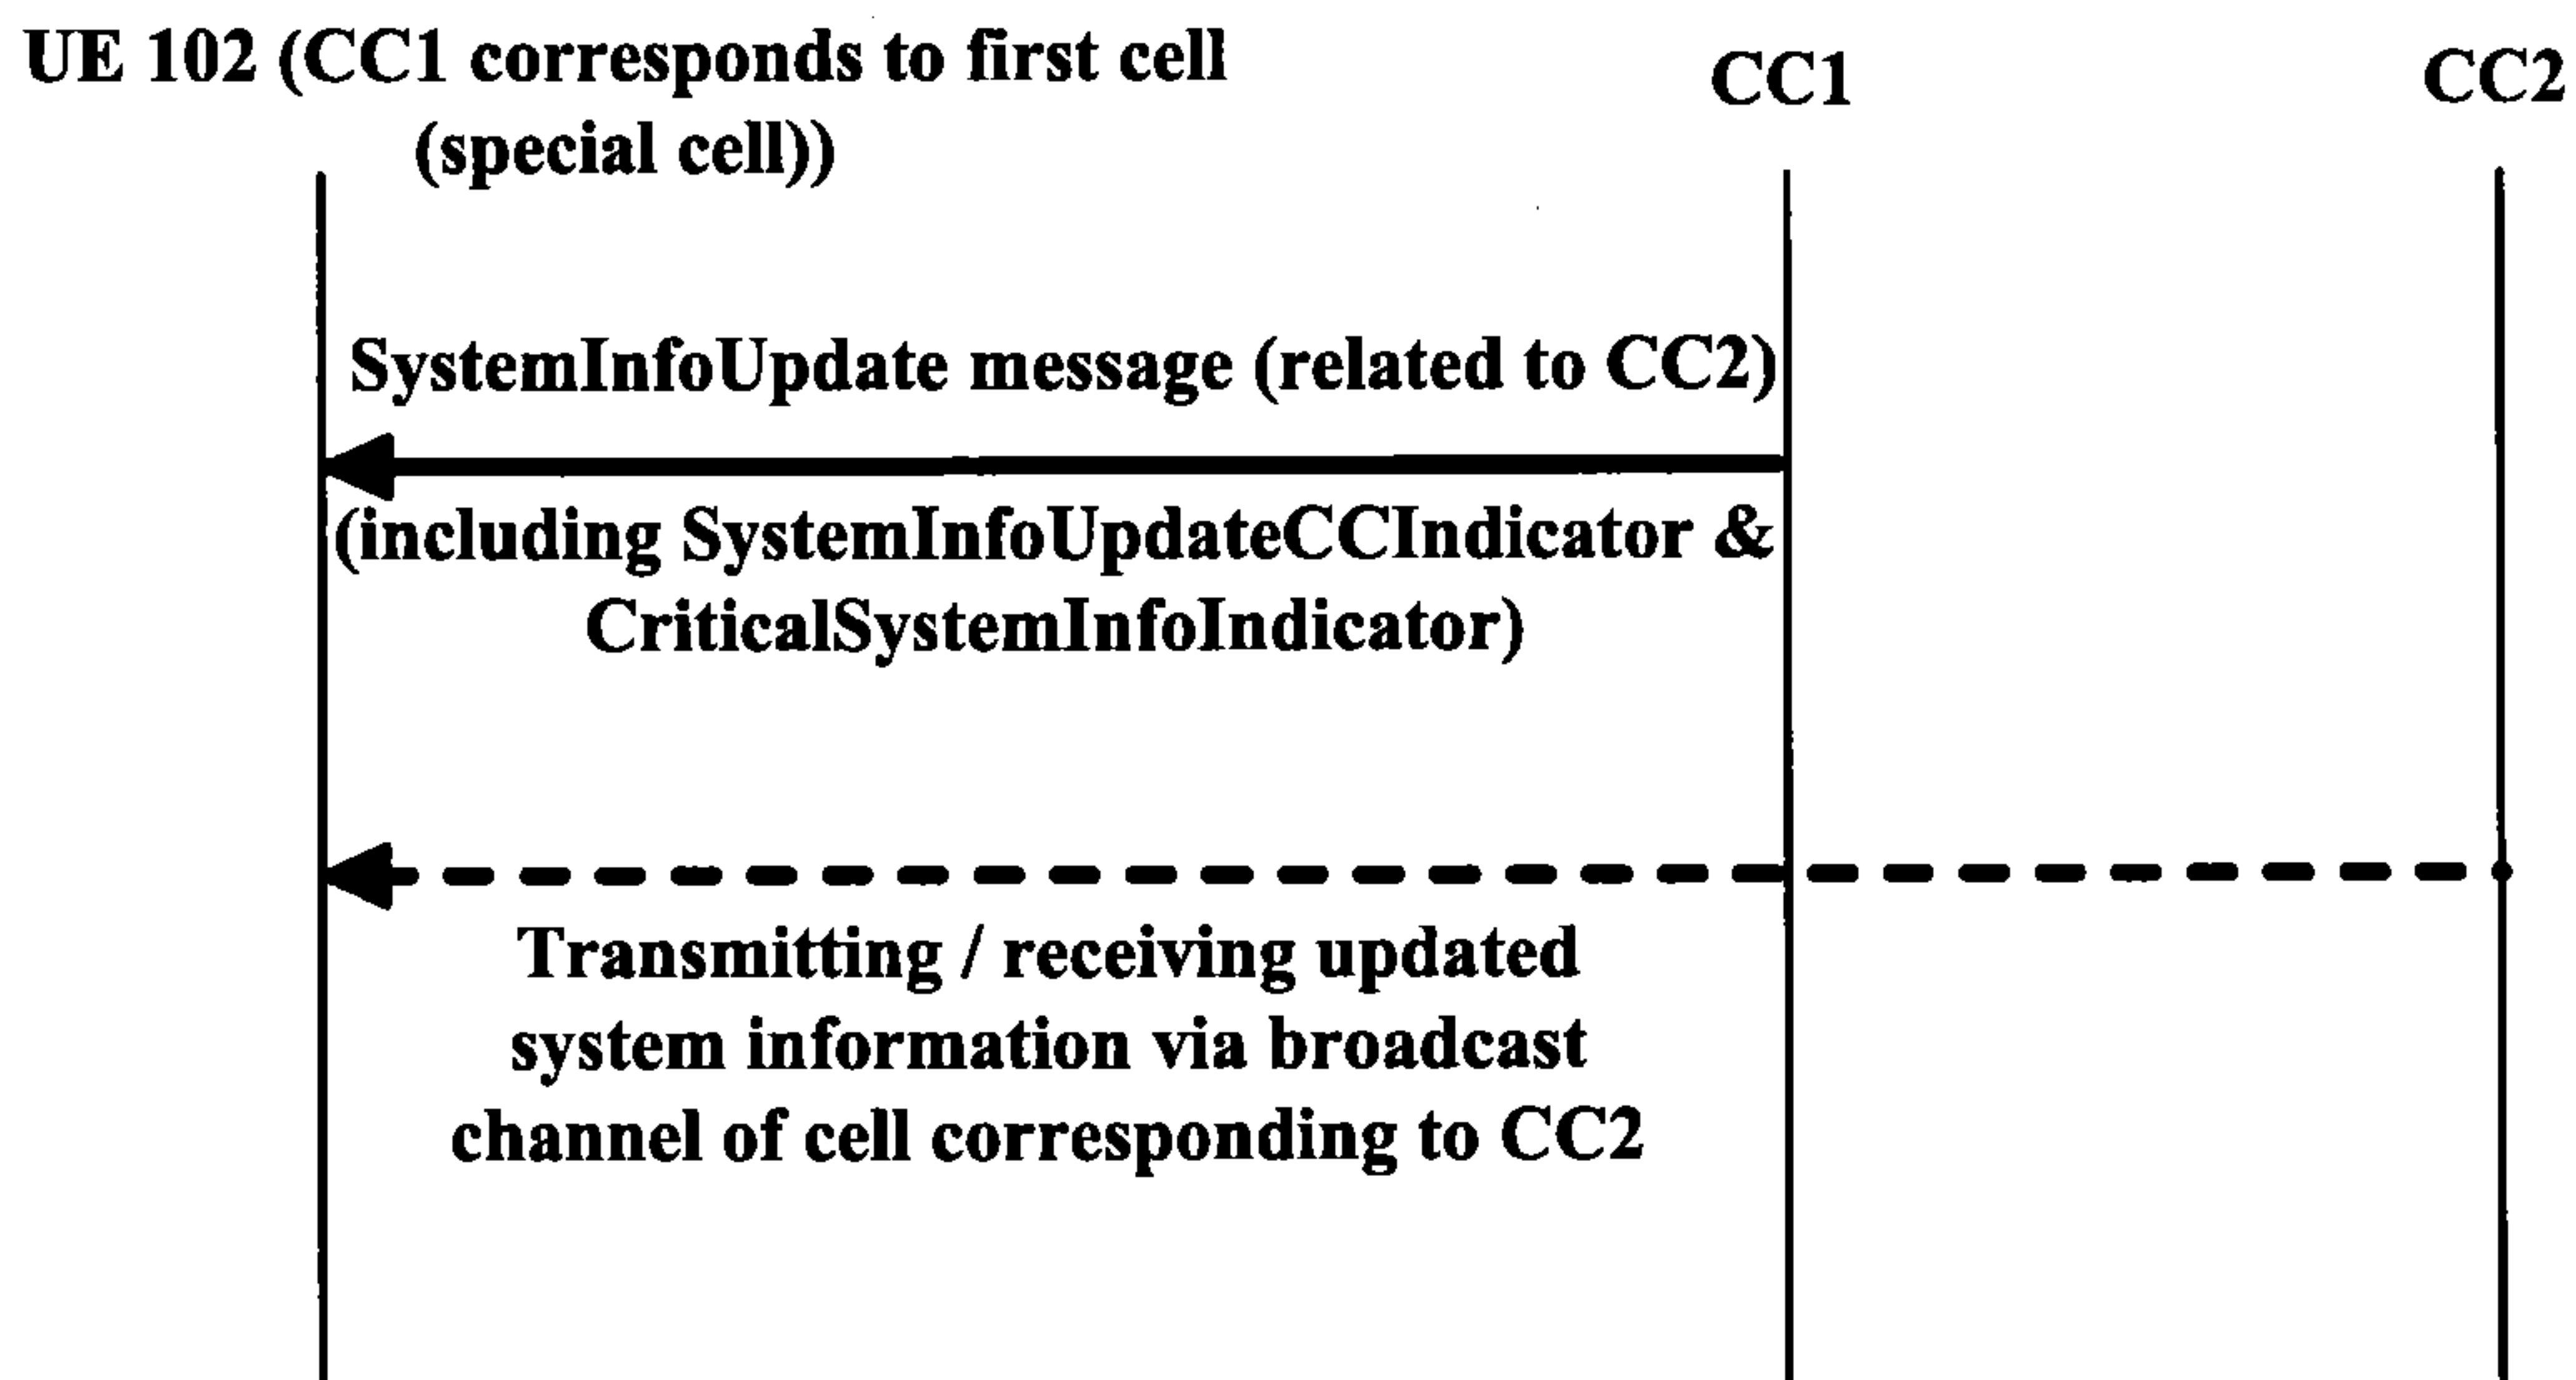 UE 102 (CC1 corresponds to first cell
(special cell))
CC1
CC2
SystemInfoUpdate message (related to CC2)
(including SystemInfoUpdateCCIndicator &
CriticalSystemInfoIndicator)
Transmitting / receiving updated
system information via broadcast
channel of cell corresponding to CC2